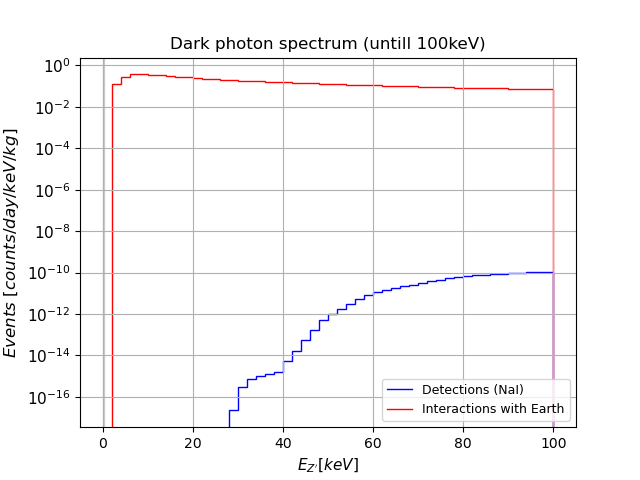 Dark photon spectrum (untill 100keV)
Events [counts/day/keV/kg]
10^0
10^-2
10^-4
10^-6
10^-8
10^-10
10^-12
10^-14
10^-16
Detections (NaI)
Interactions with Earth
0 20 40 60 80 100
E_Z'[keV]